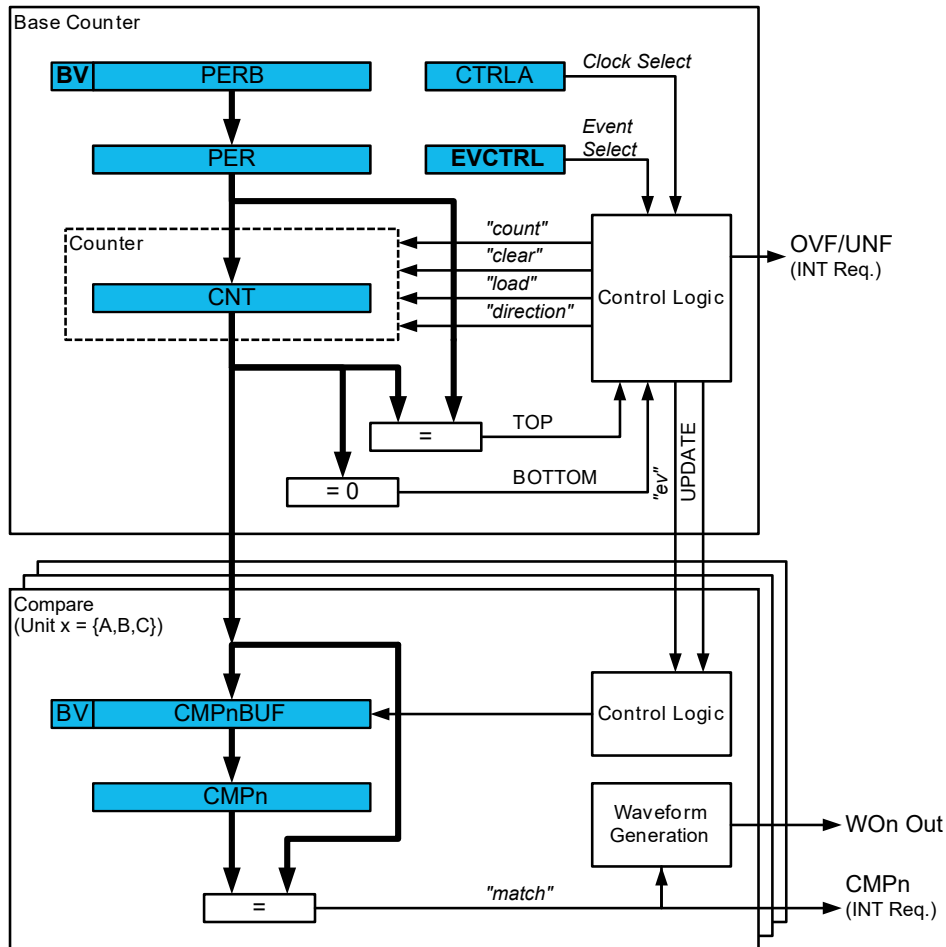 Base Counter
BV PERB
CTRLA
Clock Select
PER
EVCTRL
Event
Select
Counter
CNT
"count"
"clear"
"load"
"direction"
Control Logic
OVF/UNF
(INT Req.)
=
TOP
= 0
BOTTOM
"ev"
UPDATE
Compare
(Unit x = {A,B,C})
BV CMPnBUF
Control Logic
CMPn
Waveform
Generation
WOn Out
=
"match"
CMPn
(INT Req.)